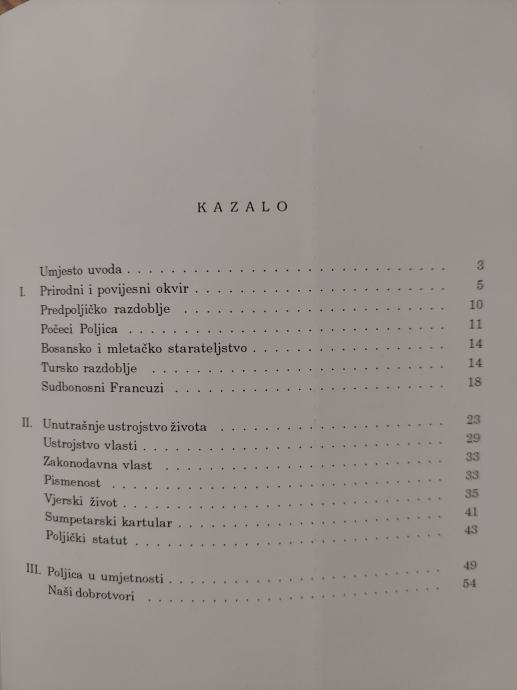 KAZALO
Umjesto uvoda . . . . . . . . . . . . . . . . . . . . . . . . . . . . 3
I. Prirodni i povijesni okvir . . . . . . . . . . . . . . . . . . . . . . 5
Predpoljičko razdoblje . . . . . . . . . . . . . . . . . . . . . . . 10
Počeci Poljica . . . . . . . . . . . . . . . . . . . . . . . . . . . . 11
Bosansko i mletačko starateljstvo . . . . . . . . . . . . . . . . . 14
Tursko razdoblje . . . . . . . . . . . . . . . . . . . . . . . . . . 14
Sudbonosni Francuzi . . . . . . . . . . . . . . . . . . . . . . . . 18
II. Unutrašnje ustrojstvo života . . . . . . . . . . . . . . . . . . . . 23
Ustrojstvo vlasti . . . . . . . . . . . . . . . . . . . . . . . . . . 29
Zakonodavna vlast . . . . . . . . . . . . . . . . . . . . . . . . . 33
Pismenost . . . . . . . . . . . . . . . . . . . . . . . . . . . . . 33
Vjerski život . . . . . . . . . . . . . . . . . . . . . . . . . . . . 35
Sumpetarski kartular . . . . . . . . . . . . . . . . . . . . . . . 41
Poljički statut . . . . . . . . . . . . . . . . . . . . . . . . . . . 43
III. Poljica u umjetnosti . . . . . . . . . . . . . . . . . . . . . . . . 49
Naši dobrotvori . . . . . . . . . . . . . . . . . . . . . . . . . . 54